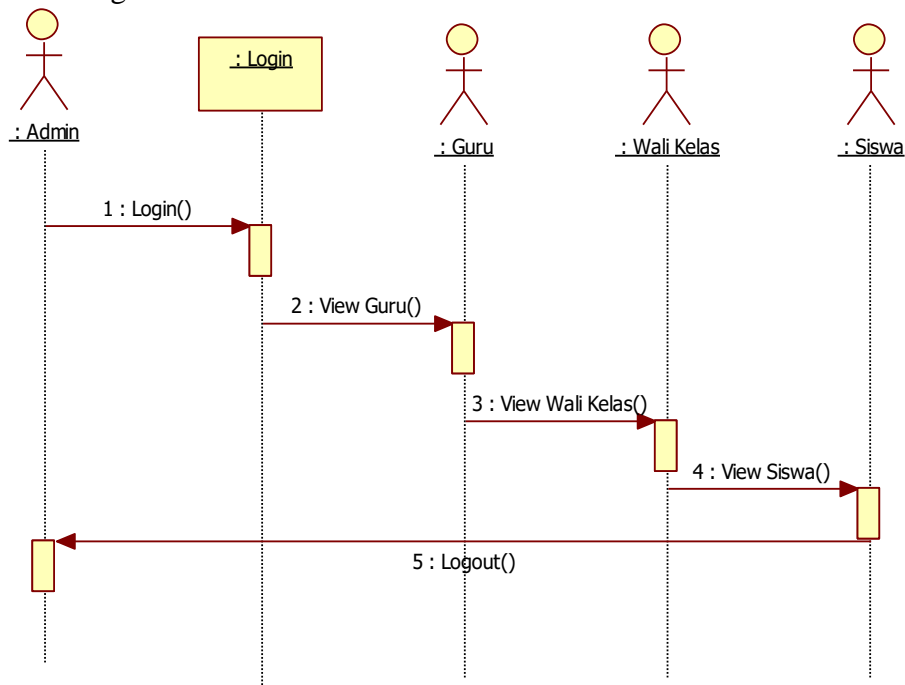 : Admin
: Login
: Guru
: Wali Kelas
: Siswa
1 : Login()
2 : View Guru()
3 : View Wali Kelas()
4 : View Siswa()
5 : Logout()